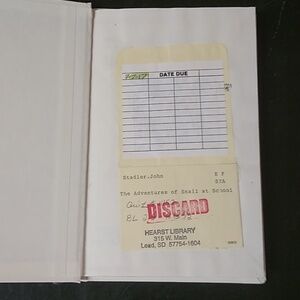 DATE DUE
Stadler, John
E F
STA
The Adventures of Snail at School
DISCARD
HEARST LIBRARY
315 W. Main
Lead, SD 57754-1604